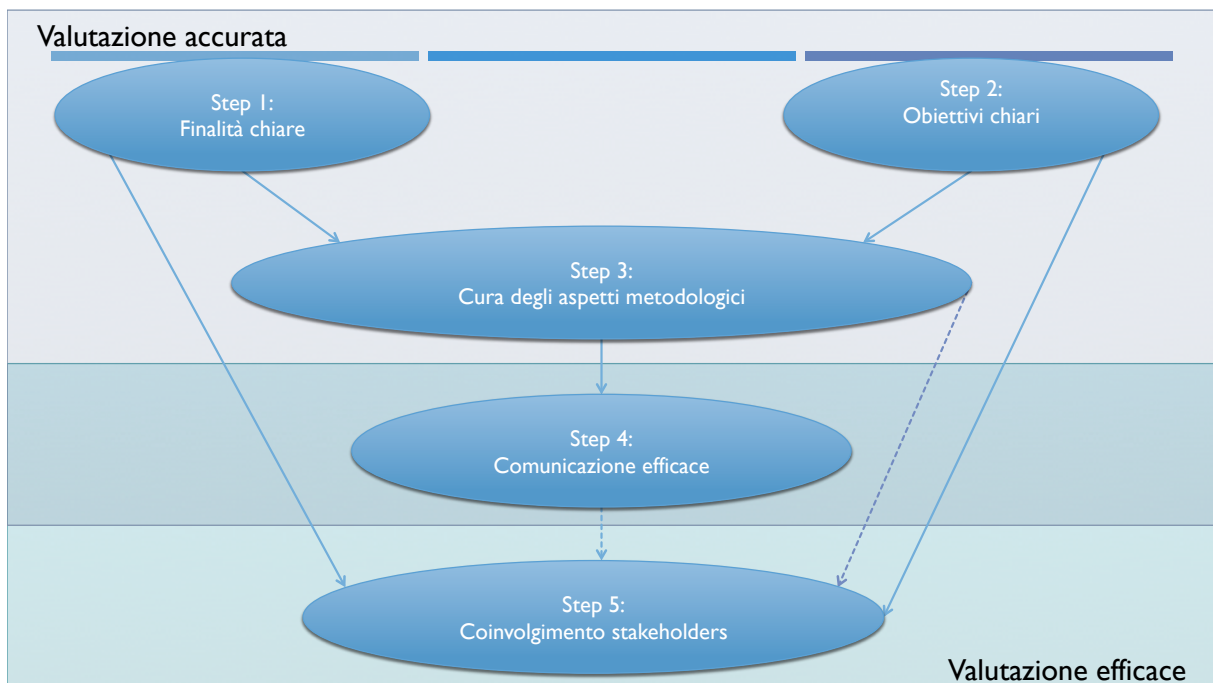 Valutazione accurata
Step 1:
Finalità chiare
Step 2:
Obiettivi chiari
Step 3:
Cura degli aspetti metodologici
Step 4:
Comunicazione efficace
Step 5:
Coinvolgimento stakeholders
Valutazione efficace